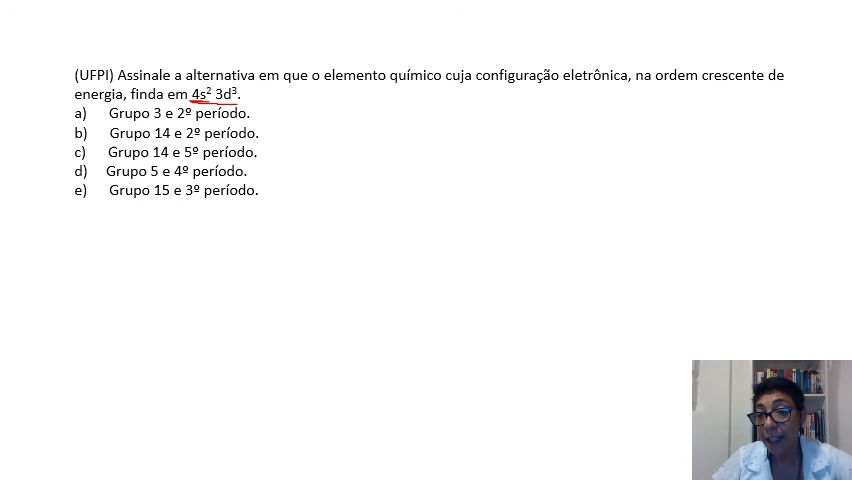 (UFPI) Assinale a alternativa em que o elemento químico cuja configuração eletrônica, na ordem crescente de
energia, finda em 4s² 3d³.
a) Grupo 3 e 2º período.
b) Grupo 14 e 2º período.
c) Grupo 14 e 5º período.
d) Grupo 5 e 4º período.
e) Grupo 15 e 3º período.